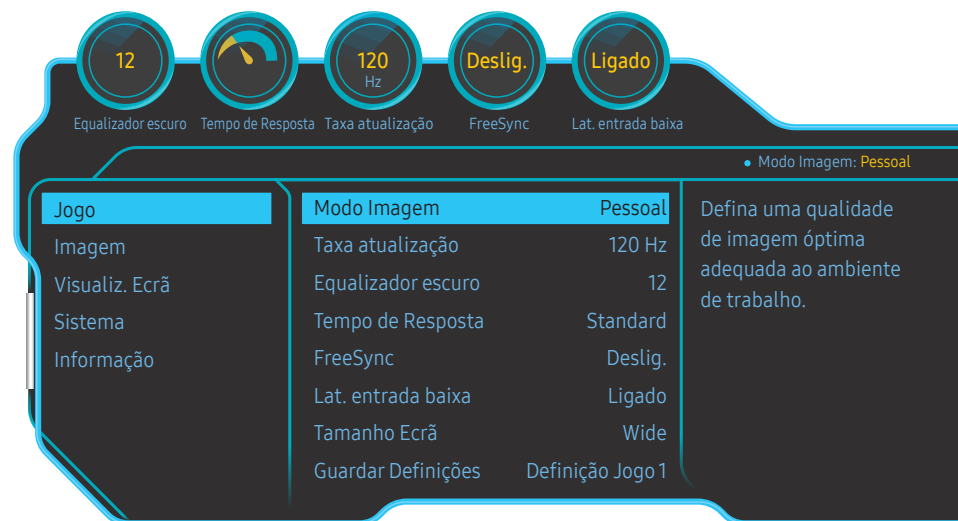 12
120
Hz
Deslig.
Ligado
Equalizador escuro
Tempo de Resposta
Taxa atualização
FreeSync
Lat. entrada baixa
Modo Imagem: Pessoal
Jogo
Imagem
Visualiz. Ecrã
Sistema
Informação
Modo Imagem Pessoal
Taxa atualização 120 Hz
Equalizador escuro 12
Tempo de Resposta Standard
FreeSync Deslig.
Lat. entrada baixa Ligado
Tamanho Ecrã Wide
Guardar Definições Definição Jogo 1
Defina uma qualidade
de imagem óptima
adequada ao ambiente
de trabalho.